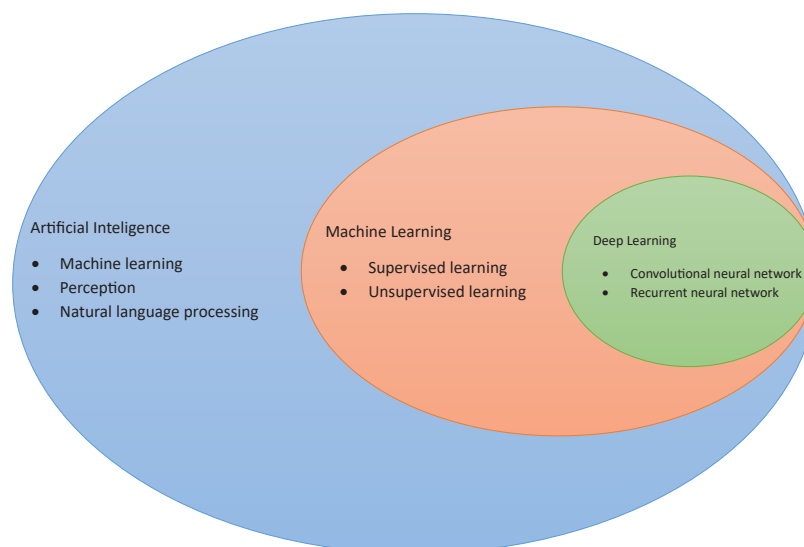 Artificial Inteligence
• Machine learning
• Perception
• Natural language processing
Machine Learning
• Supervised learning
• Unsupervised learning
Deep Learning
• Convolutional neural network
• Recurrent neural network